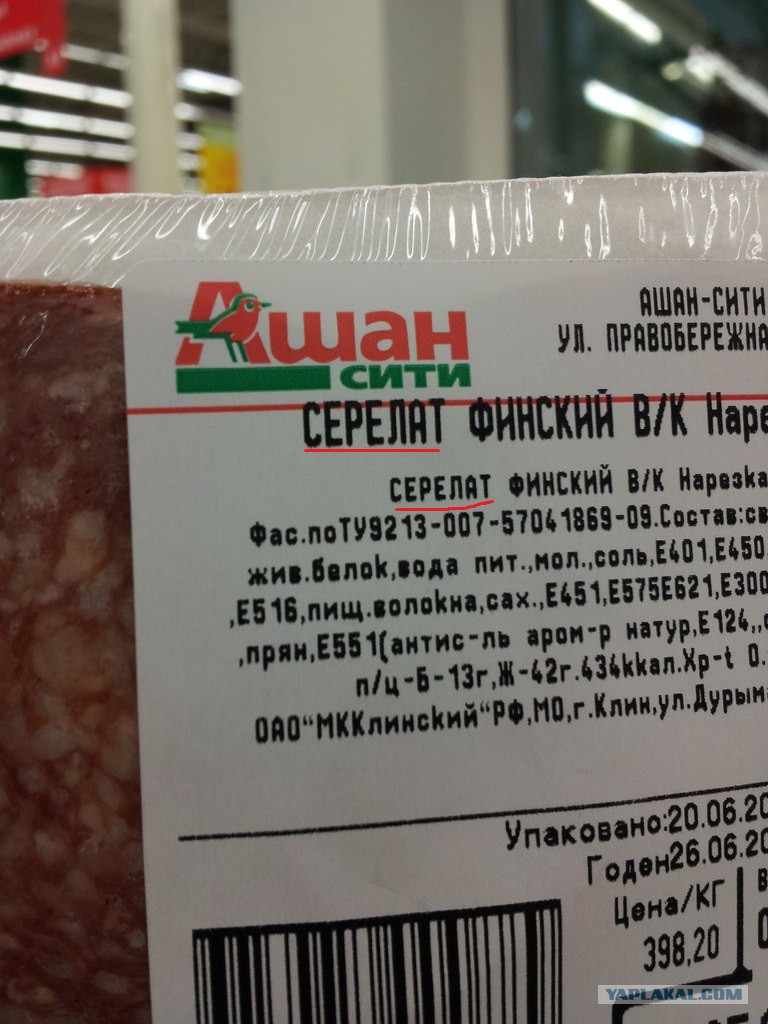 Ашан
сити
АШАН-СИТИ
УЛ. ПРАВОБЕРЕЖНА
СЕРЕЛАТ ФИНСКИЙ В/К Наре
СЕРЕЛАТ ФИНСКИЙ В/К Нарезка
Фас.поТУ9213-007-57041869-09.Состав:св
жив.белок,вода пит.,мол.,соль,Е401,Е450
,Е516,пищ.волокна,сах.,Е451,Е575Е621,Е300
,прян,Е551(антис-ль аром-р натур,Е124,,
п/ц-Б-13г,Ж-42г.434ккал.Хр-t 0.
ОАО“МККлинский“РФ,МО,г.Клин,ул.Дурым
Упаковано:20.06.20
Годен26.06.20
Цена/КГ
398,20
YAPLAKAL.COM